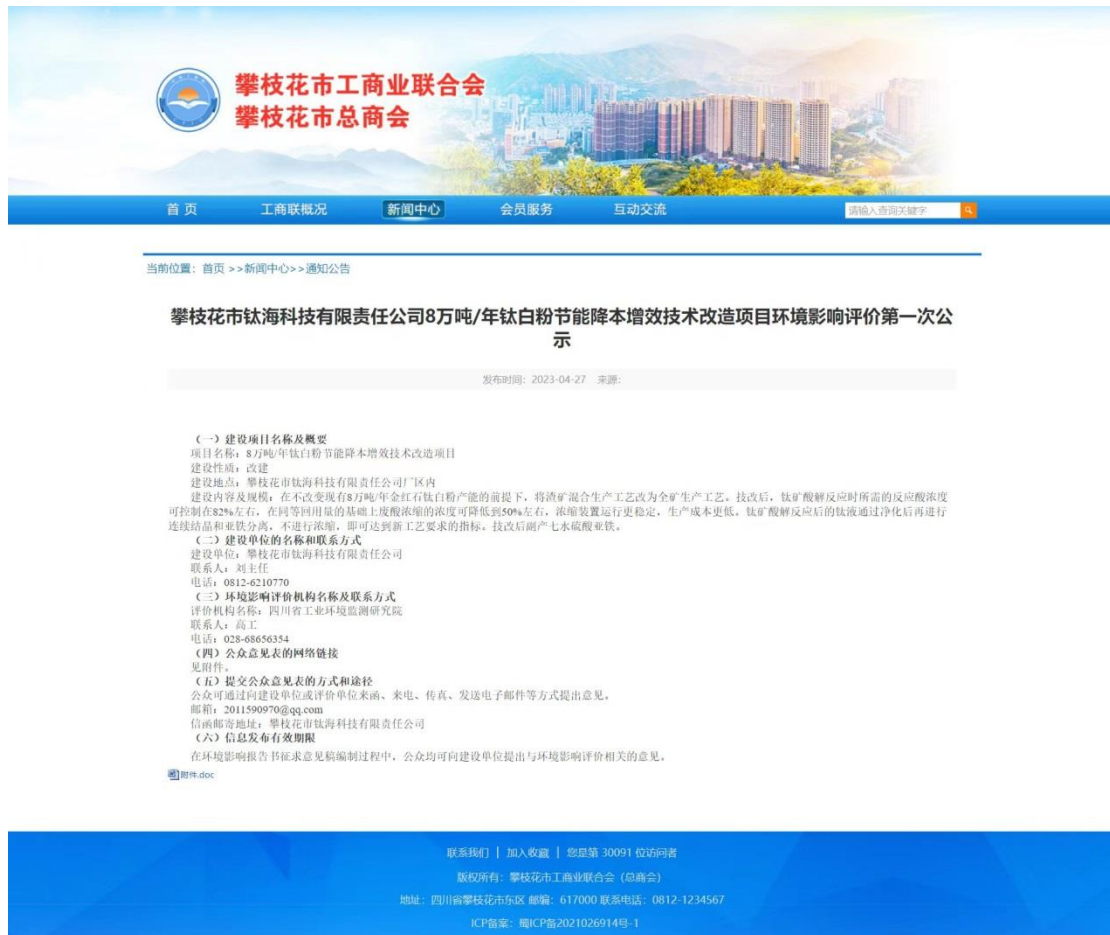 攀枝花市工商业联合会
攀枝花市总商会
首 页 工商联概况 新闻中心 会员服务 互动交流 请输入查询关键字
当前位置：首页 >>新闻中心>>通知公告
攀枝花市钛海科技有限责任公司8万吨/年钛白粉节能降本增效技术改造项目环境影响评价第一次公
示
发布时间：2023-04-27 来源：
（一）建设项目名称及概要
项目名称：8万吨/年钛白粉节能降本增效技术改造项目
建设性质：改建
建设地点：攀枝花市钛海科技有限责任公司厂区内
建设内容及规模：在不改变现有8万吨/年金红石钛白粉产能的前提下，将渣矿混合生产工艺改为全矿生产工艺。技改后，钛矿酸解反应时所需的反应酸浓度
可控制在82%左右，在同等回用量的基础上废酸浓缩的浓度可降低到50%左右，浓缩装置运行更稳定，生产成本更低。钛矿酸解反应后的钛液通过净化后再进行
连续结晶和亚铁分离，不进行浓缩，即可达到新工艺要求的指标。技改后副产七水硫酸亚铁。
（二）建设单位的名称和联系方式
建设单位：攀枝花市钛海科技有限责任公司
联系人：刘主任
电话：0812-6210770
（三）环境影响评价机构名称及联系方式
评价机构名称：四川省工业环境监测研究院
联系人：高工
电话：028-68656354
（四）公众意见表的网络链接
见附件。
（五）提交公众意见表的方式和途径
公众可通过向建设单位或评价单位来函、来电、传真、发送电子邮件等方式提出意见。
邮箱：2011590970@qq.com
信函邮寄地址：攀枝花市钛海科技有限责任公司
（六）信息发布有效期限
在环境影响报告书征求意见稿编制过程中，公众均可向建设单位提出与环境影响评价相关的意见。
附件.doc
联系我们 | 加入收藏 | 您是第 30091 位访问者
版权所有：攀枝花市工商业联合会（总商会）
地址：四川省攀枝花市东区 邮编：617000 联系电话：0812-1234567
ICP备案：蜀ICP备2021026914号-1